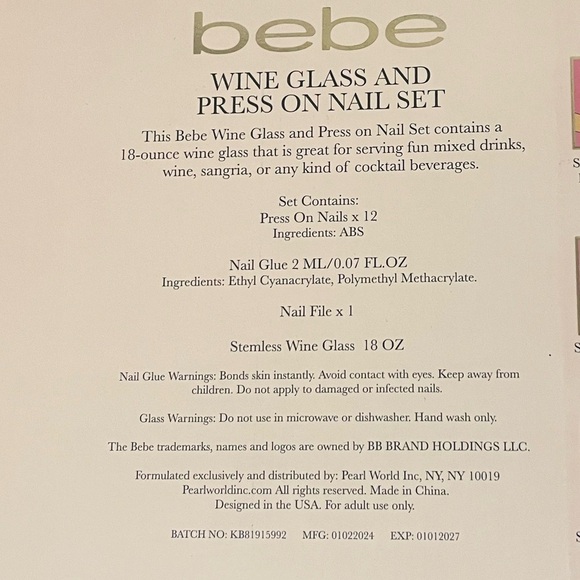 bebe
WINE GLASS AND
PRESS ON NAIL SET
This Bebe Wine Glass and Press on Nail Set contains a
18-ounce wine glass that is great for serving fun mixed drinks,
wine, sangria, or any kind of cocktail beverages.
Set Contains:
Press On Nails x 12
Ingredients: ABS
Nail Glue 2 ML/0.07 FL.OZ
Ingredients: Ethyl Cyanacrylate, Polymethyl Methacrylate.
Nail File x 1
Stemless Wine Glass 18 OZ
Nail Glue Warnings: Bonds skin instantly. Avoid contact with eyes. Keep away from
children. Do not apply to damaged or infected nails.
Glass Warnings: Do not use in microwave or dishwasher. Hand wash only.
The Bebe trademarks, names and logos are owned by BB BRAND HOLDINGS LLC.
Formulated exclusively and distributed by: Pearl World Inc, NY, NY 10019
Pearlworldinc.com All rights reserved. Made in China.
Designed in the USA. For adult use only.
BATCH NO: KB81915992 MFG: 01022024 EXP: 01012027